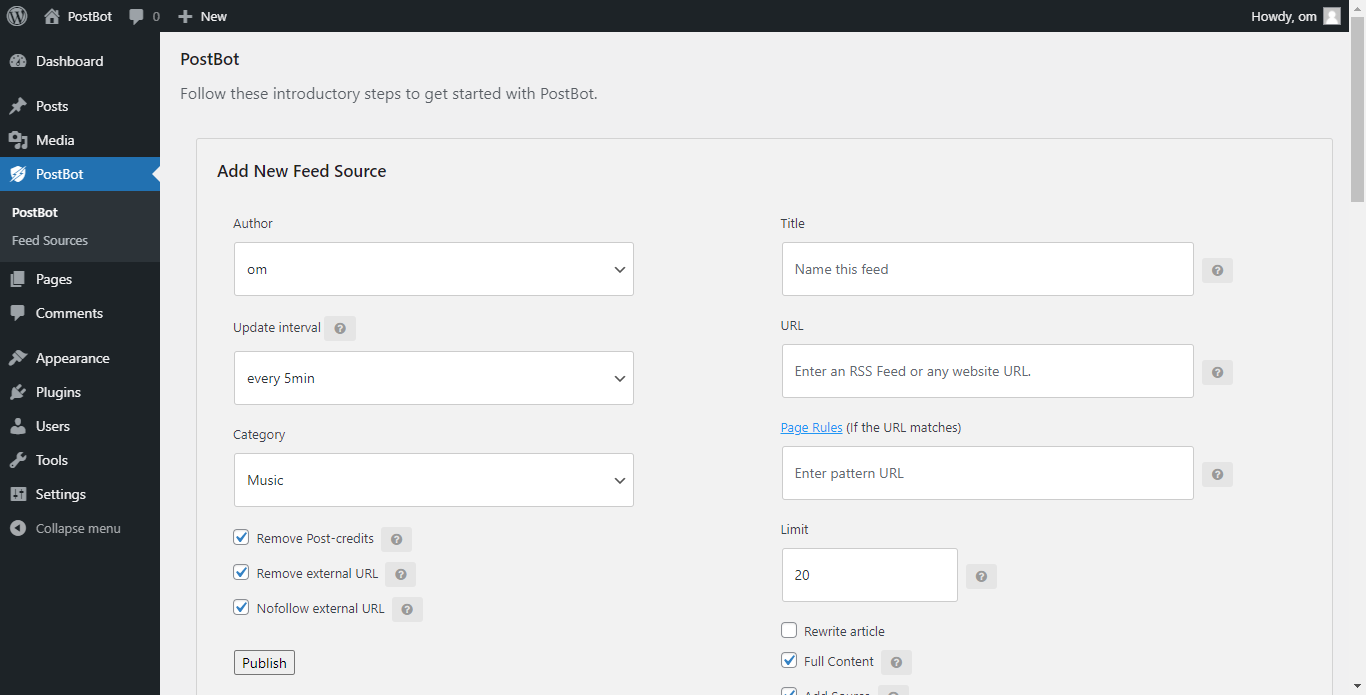 PostBot
0
New
Howdy, om
Dashboard
Posts
Media
PostBot
PostBot
Feed Sources
Pages
Comments
Appearance
Plugins
Users
Tools
Settings
Collapse menu
PostBot
Follow these introductory steps to get started with PostBot.
Add New Feed Source
Author
om
Update interval ?
every 5min
Category
Music
Remove Post-credits ?
Remove external URL ?
Nofollow external URL ?
Publish
Title
Name this feed ?
URL
Enter an RSS Feed or any website URL. ?
Page Rules (If the URL matches)
Enter pattern URL ?
Limit
20 ?
Rewrite article
Full Content ?
Add Source